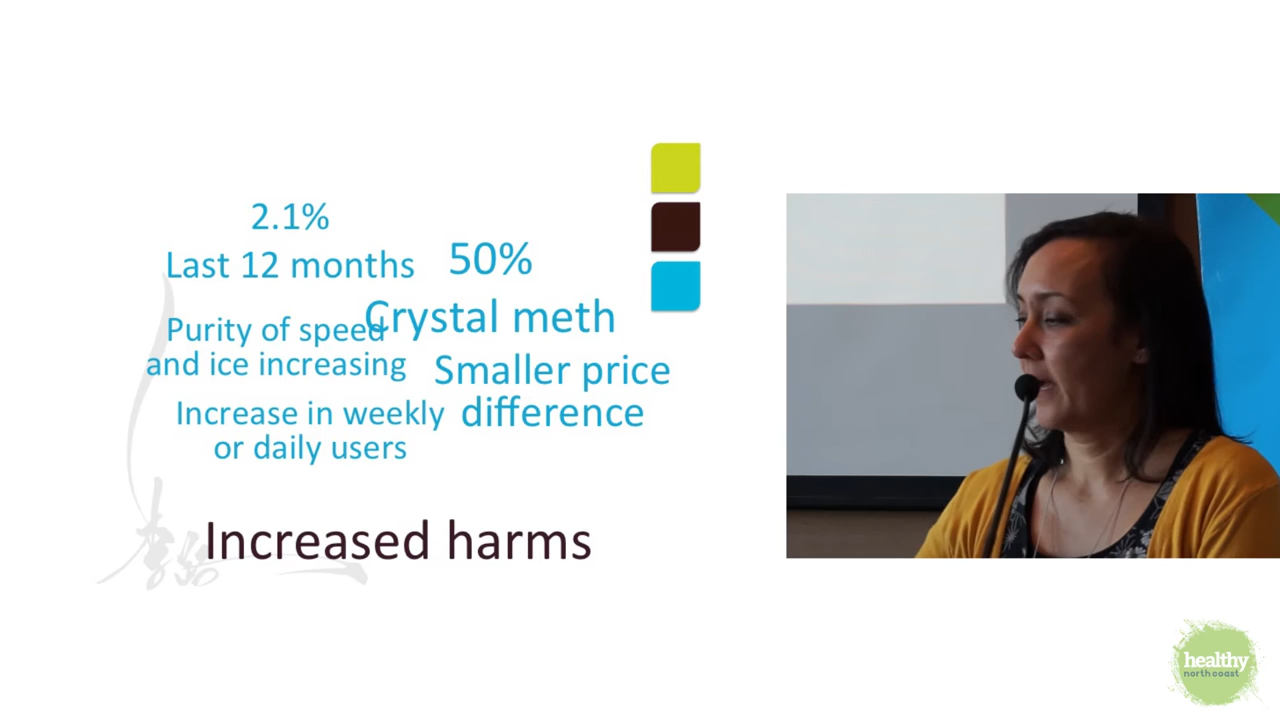 2.1%
Last 12 months
50%
Crystal meth
Purity of speed
and ice increasing
Smaller price
difference
Increase in weekly
or daily users
Increased harms
healthy
north coast